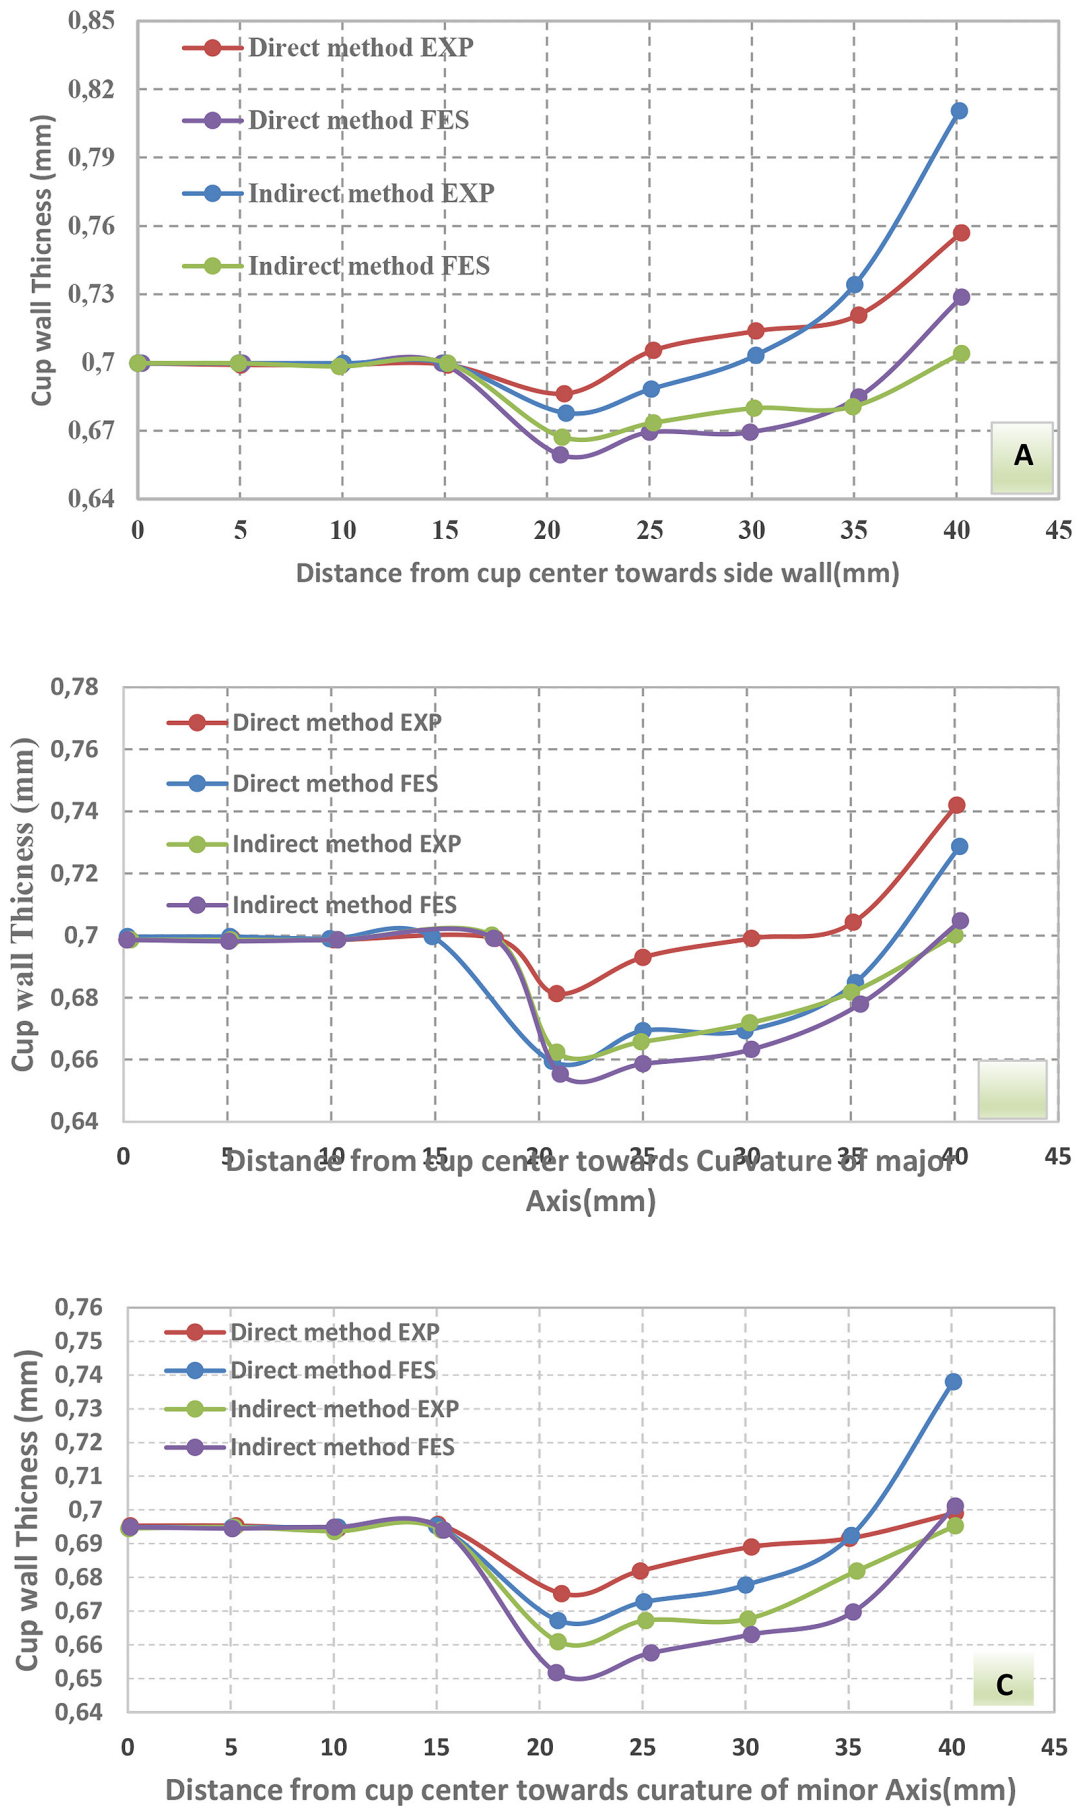 0,85
0,82
0,79
0,76
0,73
0,7
0,67
0,64
Cup wall Thicness (mm)
Direct method EXP
Direct method FES
Indirect method EXP
Indirect method FES
A
0 5 10 15 20 25 30 35 40 45
Distance from cup center towards side wall(mm)
0,78
0,76
0,74
0,72
0,7
0,68
0,66
0,64
Cup wall Thicness (mm)
Direct method EXP
Direct method FES
Indirect method EXP
Indirect method FES
0 5 10 15 20 25 30 35 40 45
Distance from cup center towards Curvature of major
Axis(mm)
0,76
0,75
0,74
0,73
0,72
0,71
0,7
0,69
0,68
0,67
0,66
0,65
0,64
Cup wall Thicness (mm)
Direct method EXP
Direct method FES
Indirect method EXP
Indirect method FES
C
0 5 10 15 20 25 30 35 40 45
Distance from cup center towards curature of minor Axis(mm)